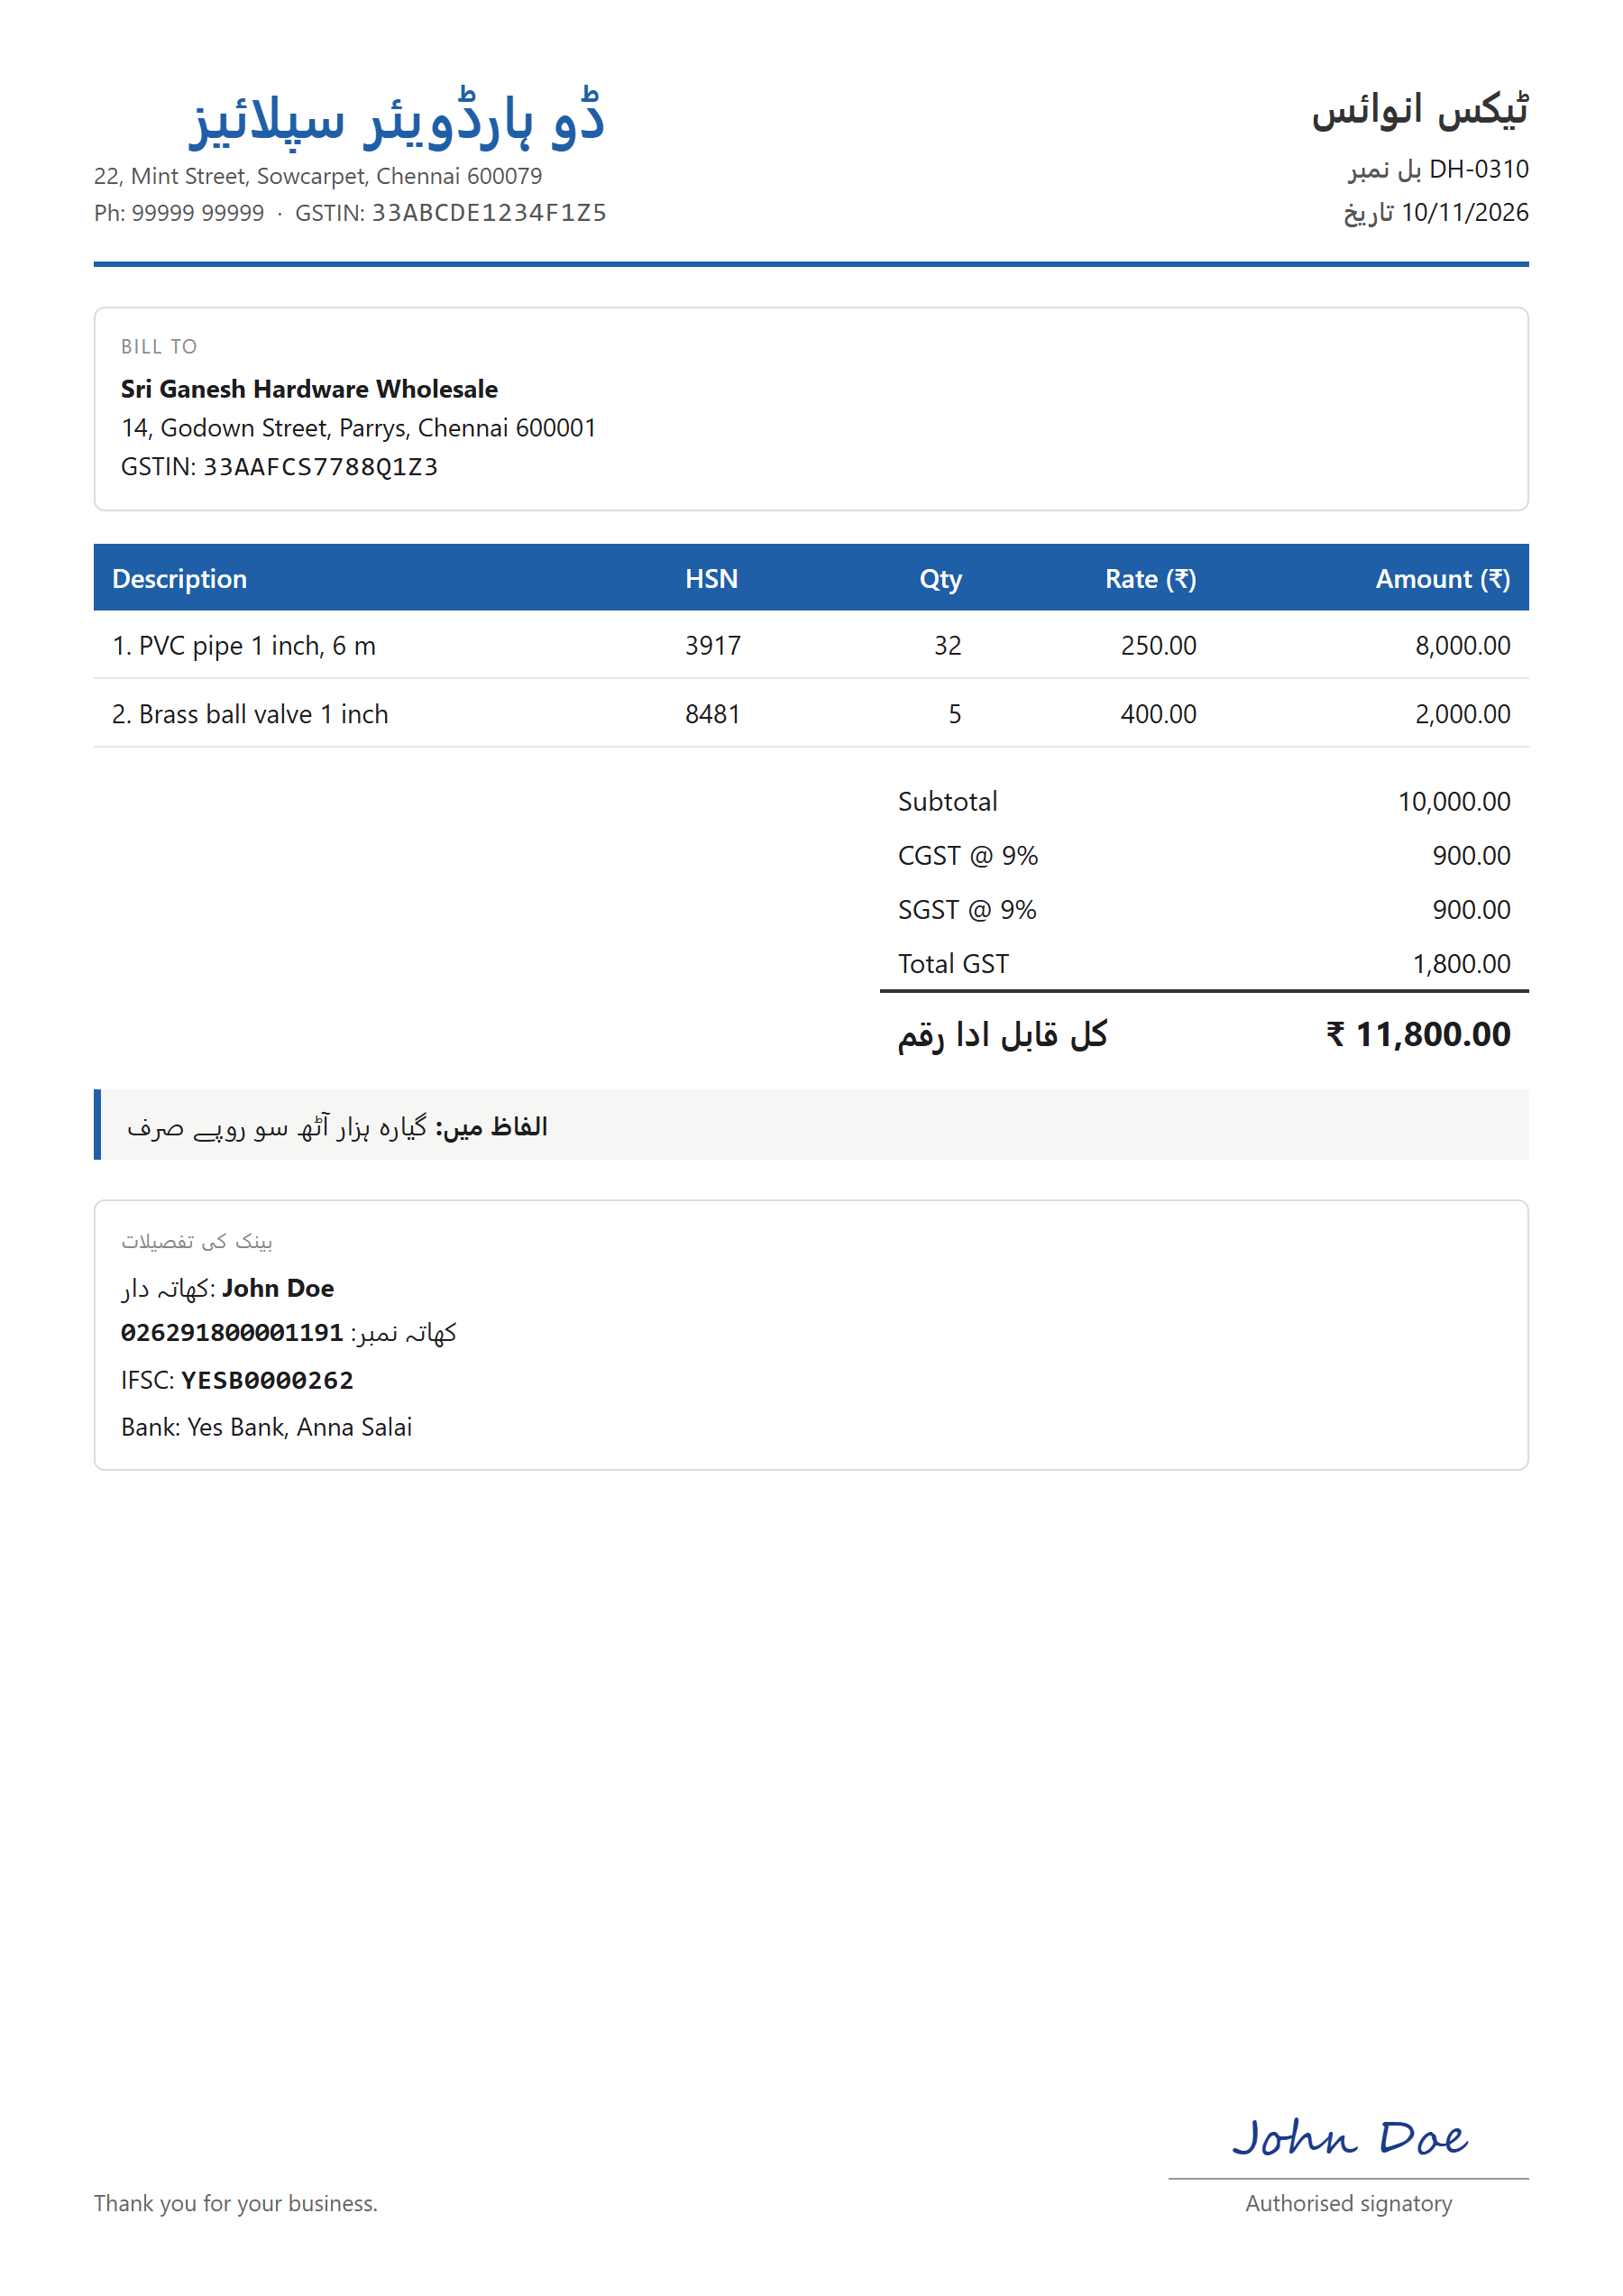 ڈو ہارڈویئر سپلائیز
22, Mint Street, Sowcarpet, Chennai 600079
Ph: 99999 99999 · GSTIN: 33ABCDE1234F1Z5
ٹیکس انوائس
بل نمبر DH-0310
تاریخ 10/11/2026
BILL TO
Sri Ganesh Hardware Wholesale
14, Godown Street, Parrys, Chennai 600001
GSTIN: 33AAFCS7788Q1Z3
Description HSN Qty Rate (₹) Amount (₹)
1. PVC pipe 1 inch, 6 m 3917 32 250.00 8,000.00
2. Brass ball valve 1 inch 8481 5 400.00 2,000.00
Subtotal 10,000.00
CGST @ 9% 900.00
SGST @ 9% 900.00
Total GST 1,800.00
کل قابل ادا رقم ₹ 11,800.00
الفاظ میں: گیارہ ہزار آٹھ سو روپے صرف
بینک کی تفصیلات
کھاتہ دار: John Doe
کھاتہ نمبر: 026291800001191
IFSC: YESB0000262
Bank: Yes Bank, Anna Salai
John Doe
Thank you for your business.
Authorised signatory